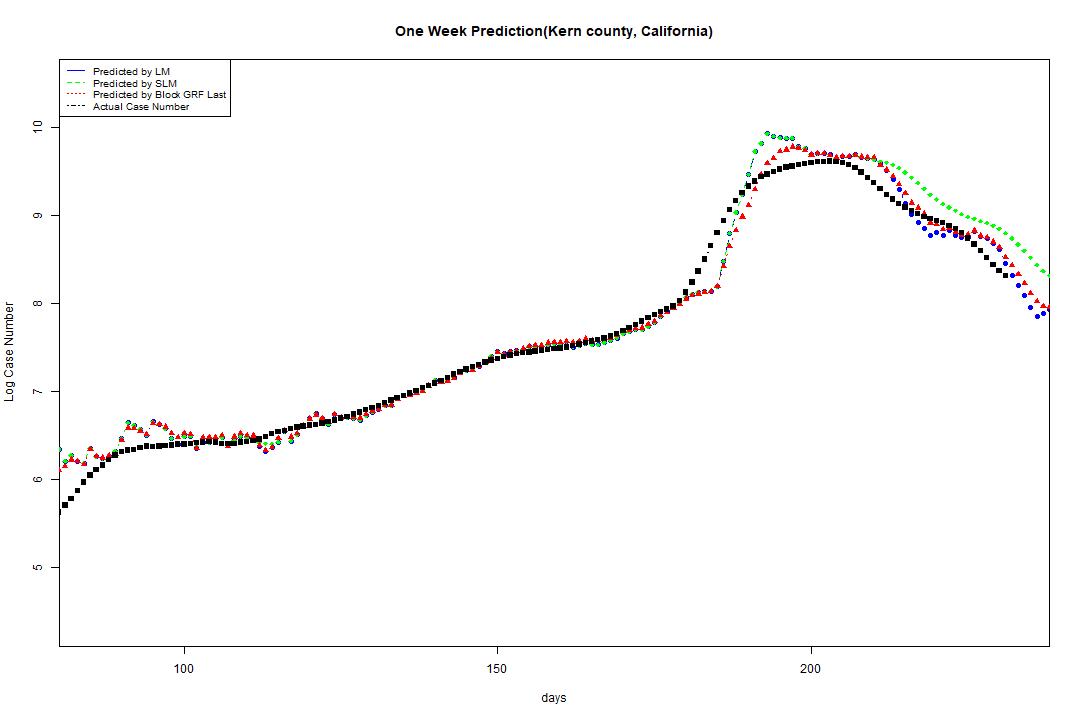 One Week Prediction(Kern county, California)
Predicted by LM
Predicted by SLM
Predicted by Block GRF Last
Actual Case Number
10
9
8
7
6
5
Log Case Number
100 150 200
days